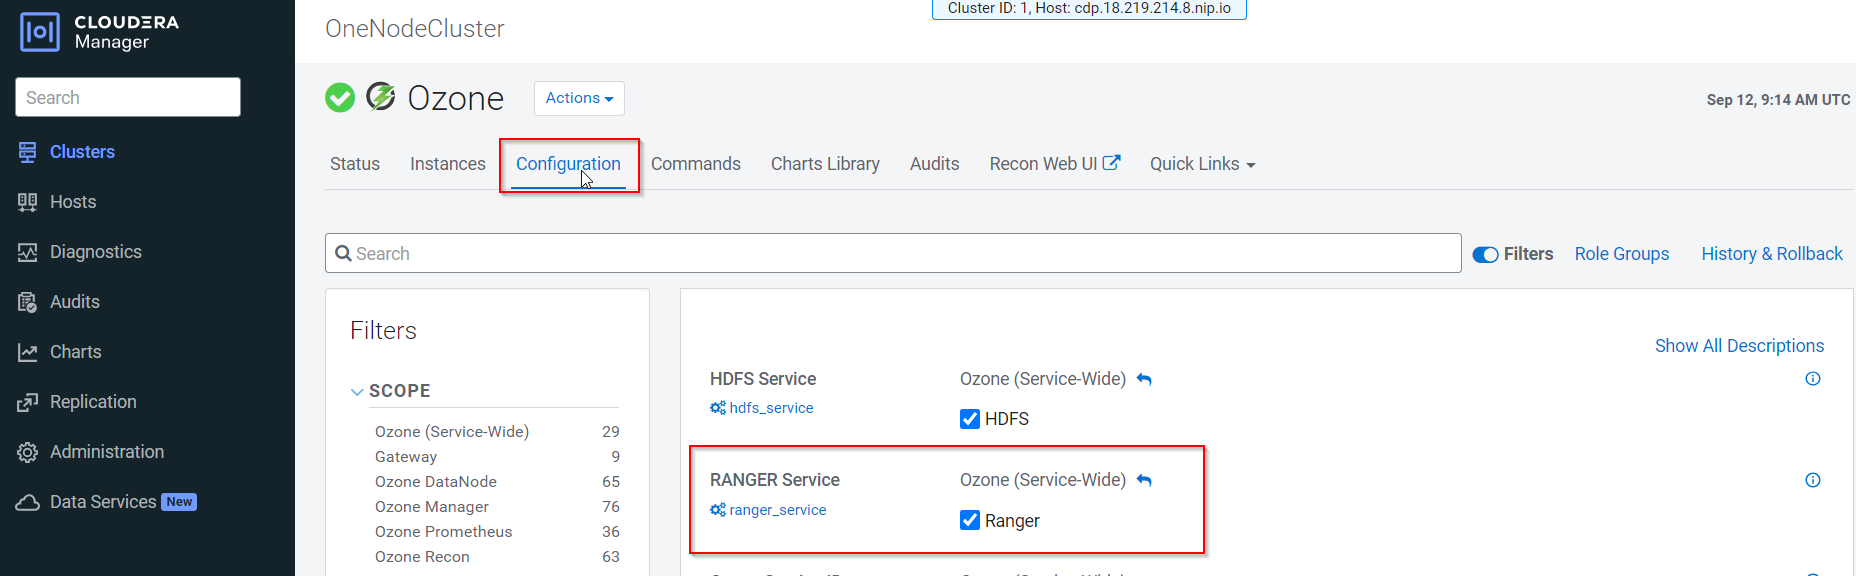 CLOUDERA
Manager
Search
Clusters
Hosts
Diagnostics
Audits
Charts
Replication
Administration
Data Services New
Cluster ID: 1, Host: cdp.18.219.214.8.nip.io
OneNodeCluster
Ozone
Actions
Sep 12, 9:14 AM UTC
Status Instances Configuration Commands Charts Library Audits Recon Web UI Quick Links
Search
Filters Role Groups History & Rollback
Filters
SCOPE
Ozone (Service-Wide) 29
Gateway 9
Ozone DataNode 65
Ozone Manager 76
Ozone Prometheus 36
Ozone Recon 63
Show All Descriptions
HDFS Service Ozone (Service-Wide)
hdfs_service
HDFS
RANGER Service Ozone (Service-Wide)
ranger_service
Ranger